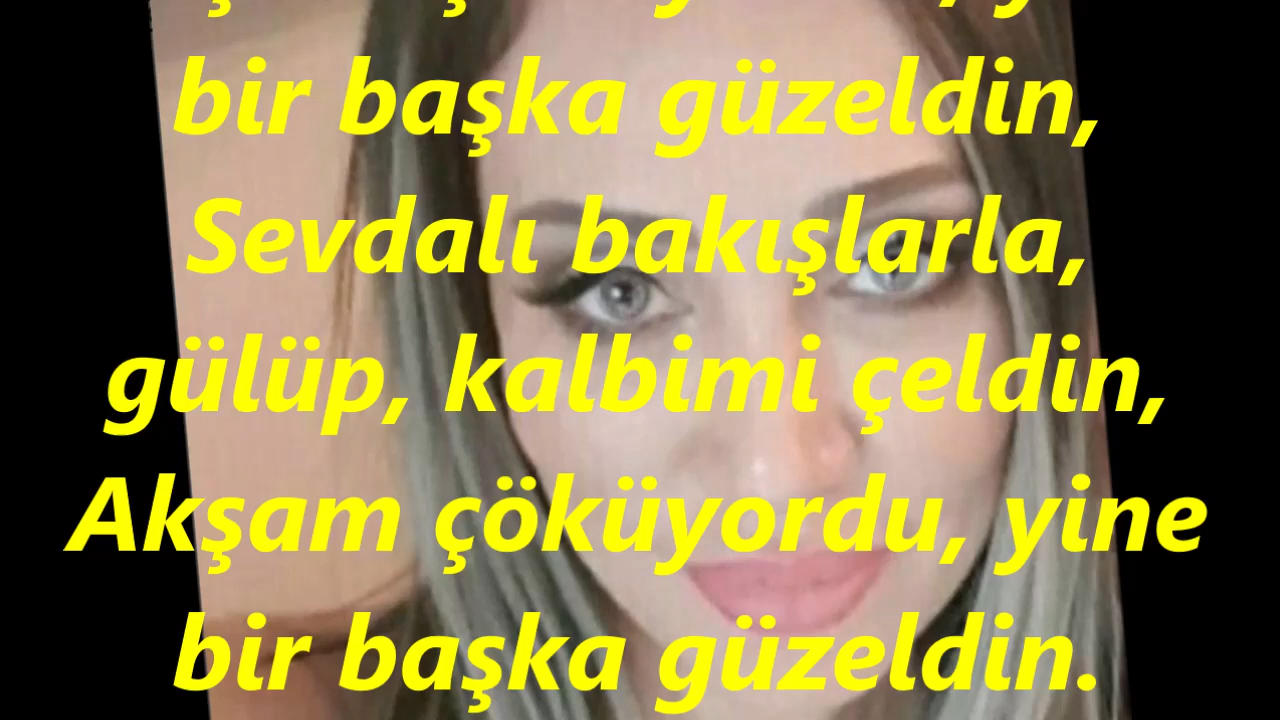 bir başka güzeldin,
Sevdalı bakışlarla,
gülüp, kalbimi çeldin,
Akşam çöküyordu, yine
bir başka güzeldin.